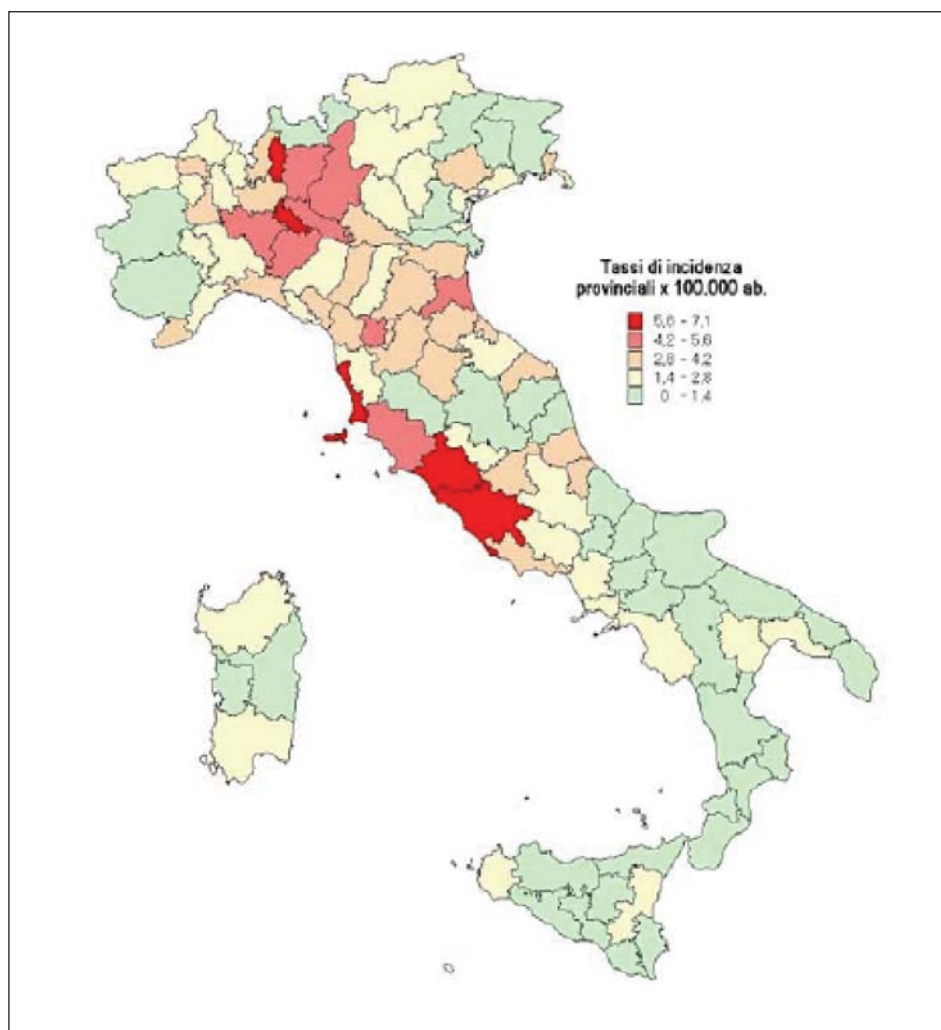 Tassi di incidenza
provinciali x 100.000 ab.
5,6 - 7,1
4,2 - 5,6
2,8 - 4,2
1,4 - 2,8
0 - 1,4